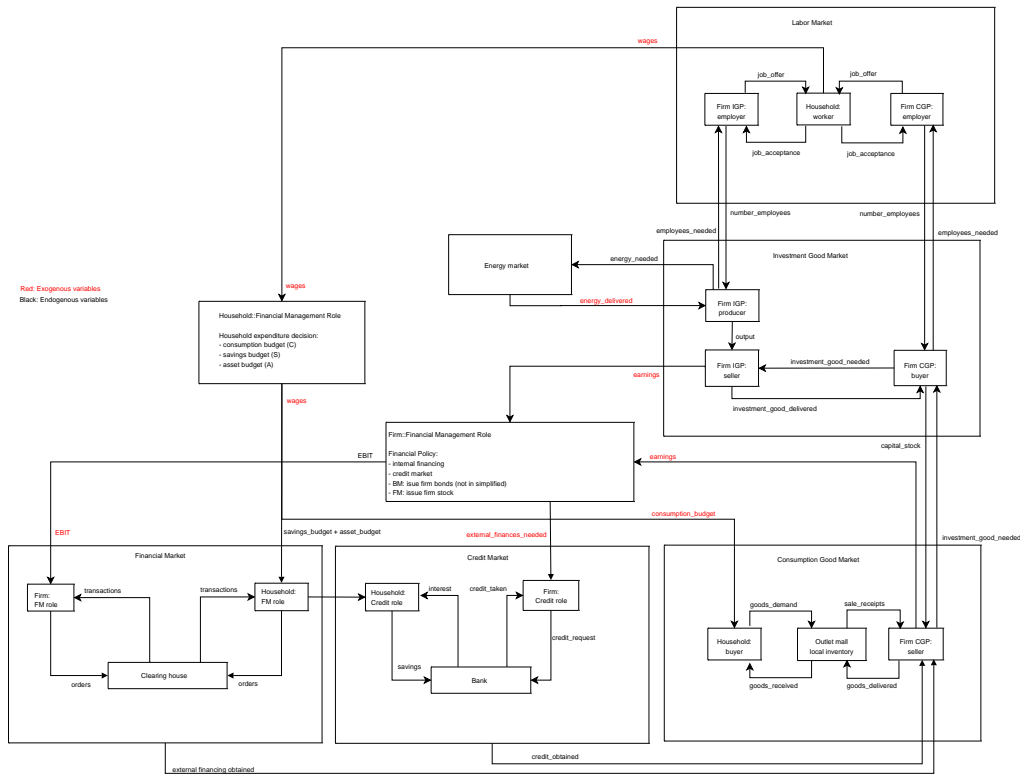 Labor Market
wages
job_offer
job_offer
Firm IGP:
employer
Household:
worker
Firm CGP:
employer
job_acceptance
job_acceptance
number_employees
number_employees
employees_needed
employees_needed
Energy market
energy_needed
energy_delivered
Investment Good Market
Firm IGP:
producer
output
Firm IGP:
seller
investment_good_needed
Firm CGP:
buyer
investment_good_delivered
Red: Exogenous variables
Black: Endogenous variables
wages
Household::Financial Management Role
Household expenditure decision:
- consumption budget (C)
- savings budget (S)
- asset budget (A)
wages
earnings
Firm::Financial Management Role
Financial Policy:
- internal financing
- credit market
- BM: isue firm bonds (not in simplified)
- FM: issue firm stock
EBIT
earnings
capital_stock
consumption_budget
EBIT
savings_budget + asset_budget
external_finances_needed
investment_good_needed
Financial Market
Firm:
FM role
transactions
transactions
Household:
FM role
orders
Clearing house
orders
Credit Market
Household:
Credit role
interest
credit_taken
Firm:
Credit role
credit_request
savings
Bank
Consumption Good Market
goods_demand
sale_receipts
Household:
buyer
Outlet mall
local inventory
Firm CGP:
seller
goods_received
goods_delivered
credit_obtained
external financing obtained